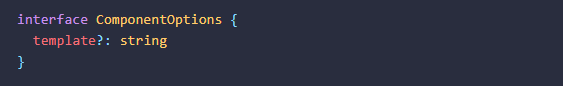 interface ComponentOptions {
  template?: string
}